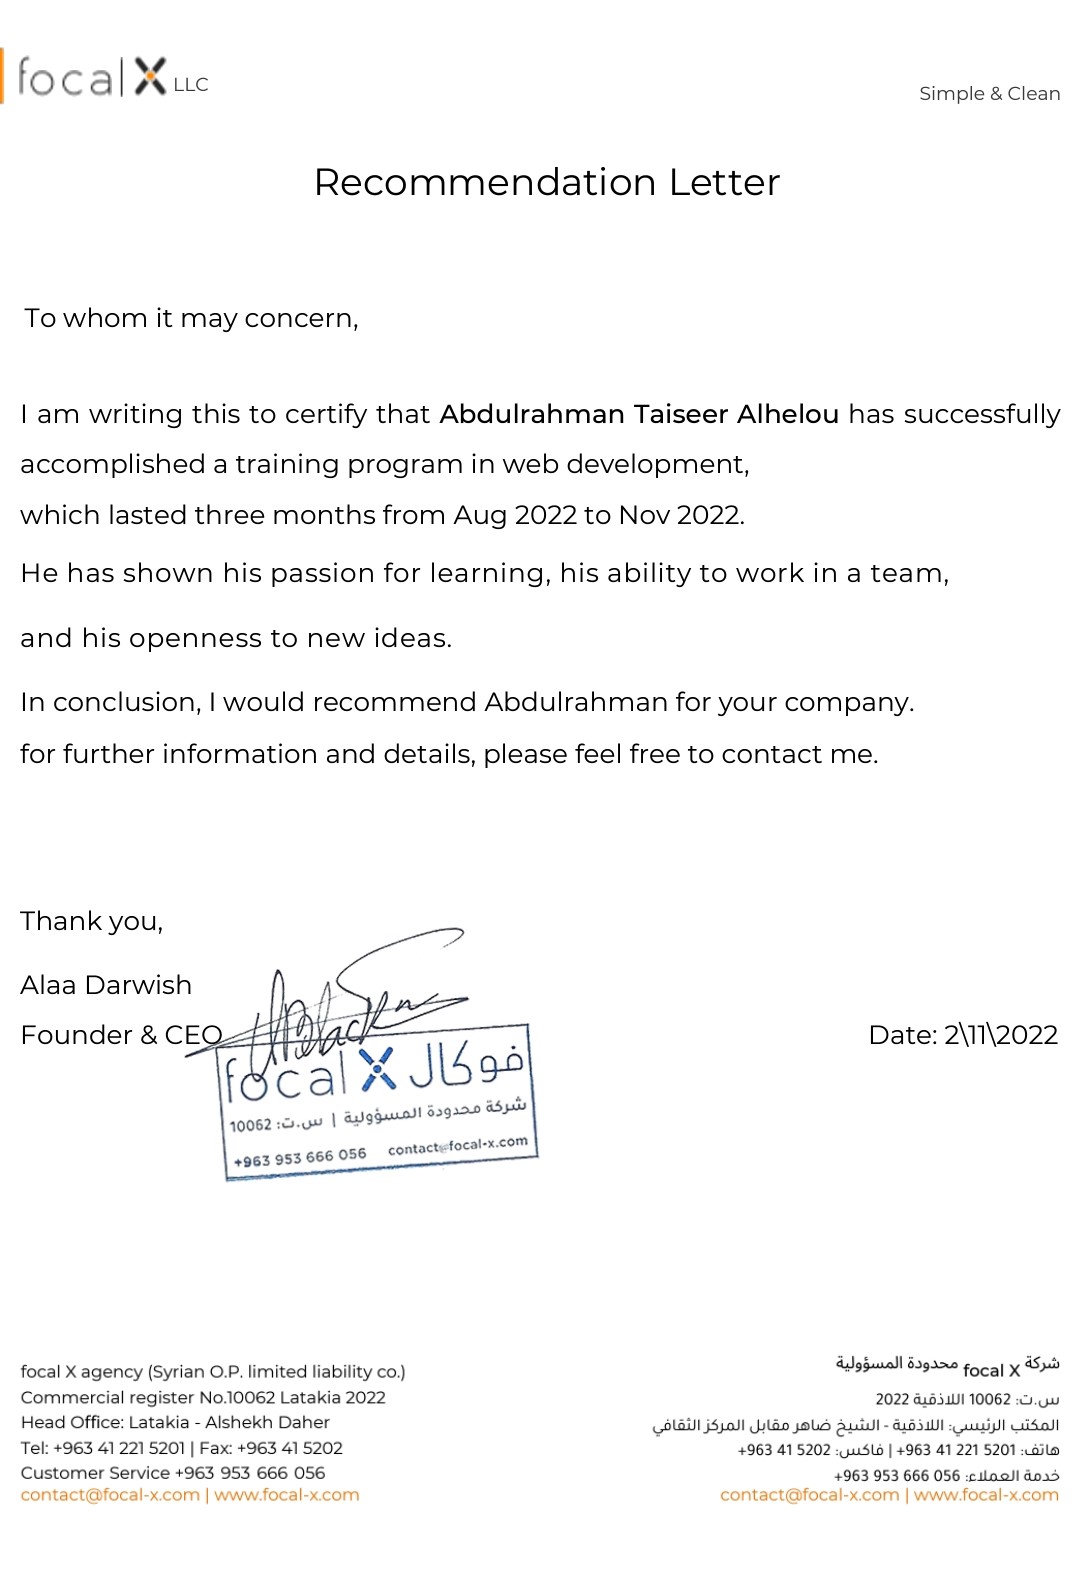 focal X LLC
Simple & Clean
Recommendation Letter
To whom it may concern,
I am writing this to certify that Abdulrahman Taiseer Alhelou has successfully
accomplished a training program in web development,
which lasted three months from Aug 2022 to Nov 2022.
He has shown his passion for learning, his ability to work in a team,
and his openness to new ideas.
In conclusion, I would recommend Abdulrahman for your company.
for further information and details, please feel free to contact me.
Thank you,
Alaa Darwish
Founder & CEO
Date: 2\11\2022
focal X فوكال
شركة محدودة المسؤولية | س.ت: 10062
+963 953 666 056 contact@focal-x.com
focal X agency (Syrian O.P. limited liability co.)
Commercial register No.10062 Latakia 2022
Head Office: Latakia - Alshekh Daher
Tel: +963 41 221 5201 | Fax: +963 41 5202
Customer Service +963 953 666 056
contact@focal-x.com | www.focal-x.com
شركة focal X محدودة المسؤولية
س.ت: 10062 اللاذقية 2022
المكتب الرئيسي: اللاذقية - الشيخ ضاهر مقابل المركز الثقافي
هاتف: 5201 221 41 963+ | فاكس: 5202 41 963+
خدمة العملاء: 056 666 953 963+
contact@focal-x.com | www.focal-x.com